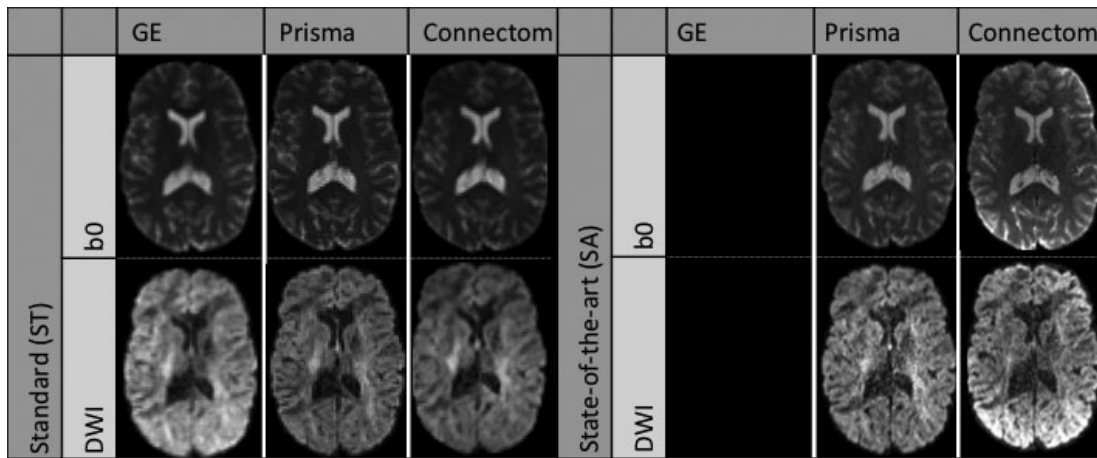 GE Prisma Connectom GE Prisma Connectom
Standard (ST)
b0
DWI
State-of-the-art (SA)
b0
DWI